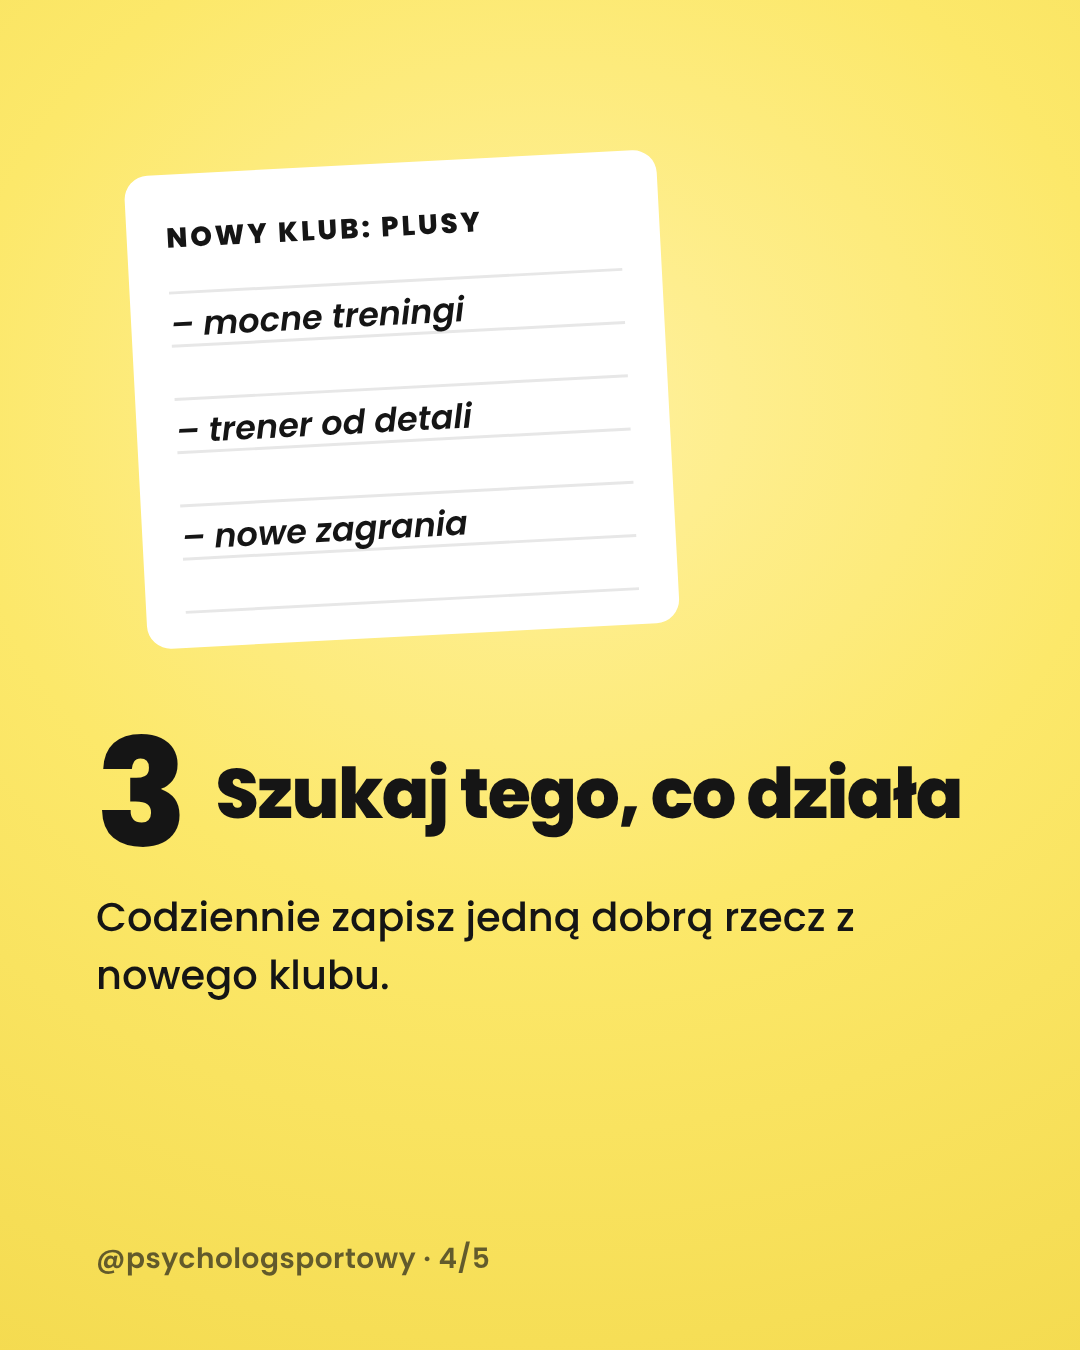 NOWY KLUB: PLUSY
– mocne treningi
– trener od detali
– nowe zagrania
3 Szukaj tego, co działa
Codziennie zapisz jedną dobrą rzecz z
nowego klubu.
@psychologsportowy · 4/5